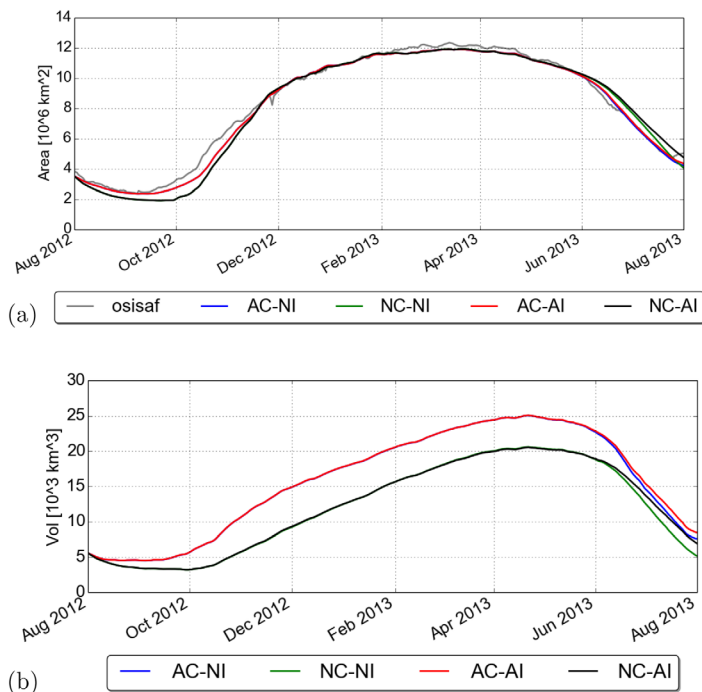 14
12
10
8
6
4
2
0
Area [10^6 km^2]
Aug 2012 Oct 2012 Dec 2012 Feb 2013 Apr 2013 Jun 2013 Aug 2013
(a) osisaf AC-NI NC-NI AC-AI NC-AI
30
25
20
15
10
5
0
Vol [10^3 km^3]
Aug 2012 Oct 2012 Dec 2012 Feb 2013 Apr 2013 Jun 2013 Aug 2013
(b) AC-NI NC-NI AC-AI NC-AI